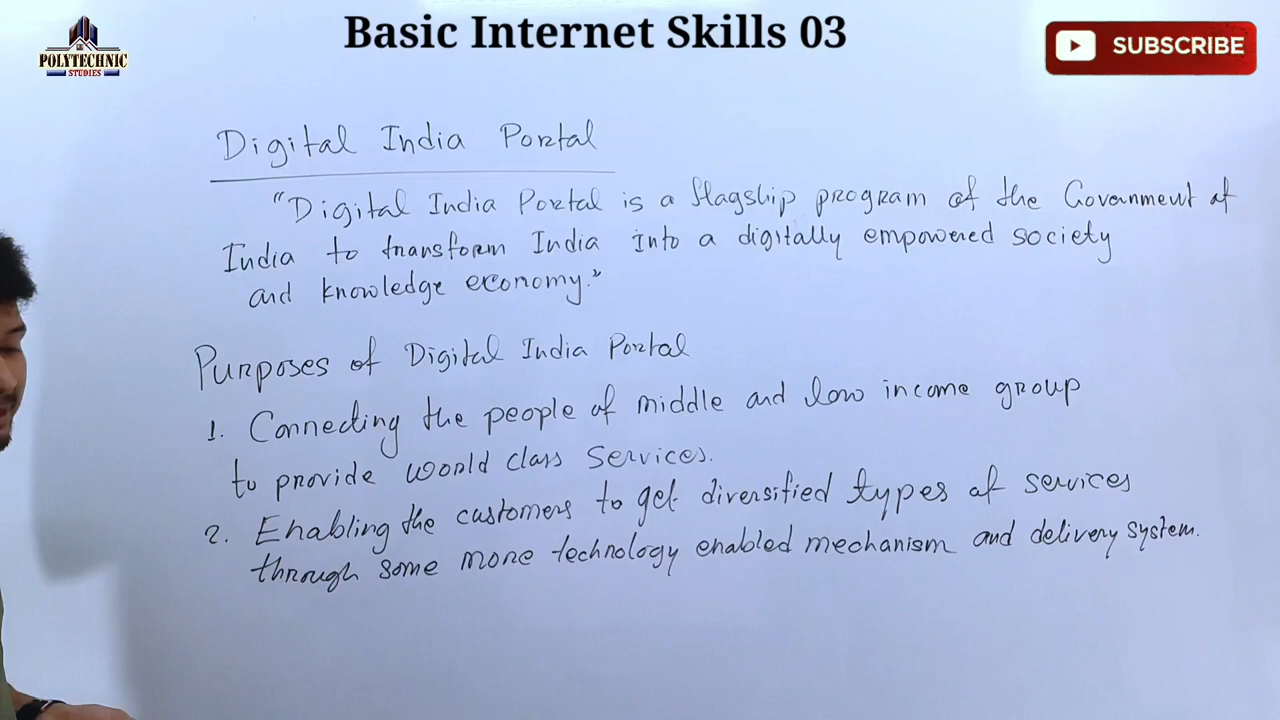 Basic Internet Skills 03
POLYTECHNIC
STUDIES
SUBSCRIBE
Digital India Portal
"Digital India Portal is a flagship program of the Government of
India to transform India into a digitally empowered society
and knowledge economy."
Purposes of Digital India Portal
1. Connecting the people of middle and low income group
to provide world class services.
2. Enabling the customers to get diversified types of services
through some more technology enabled mechanism and delivery system.